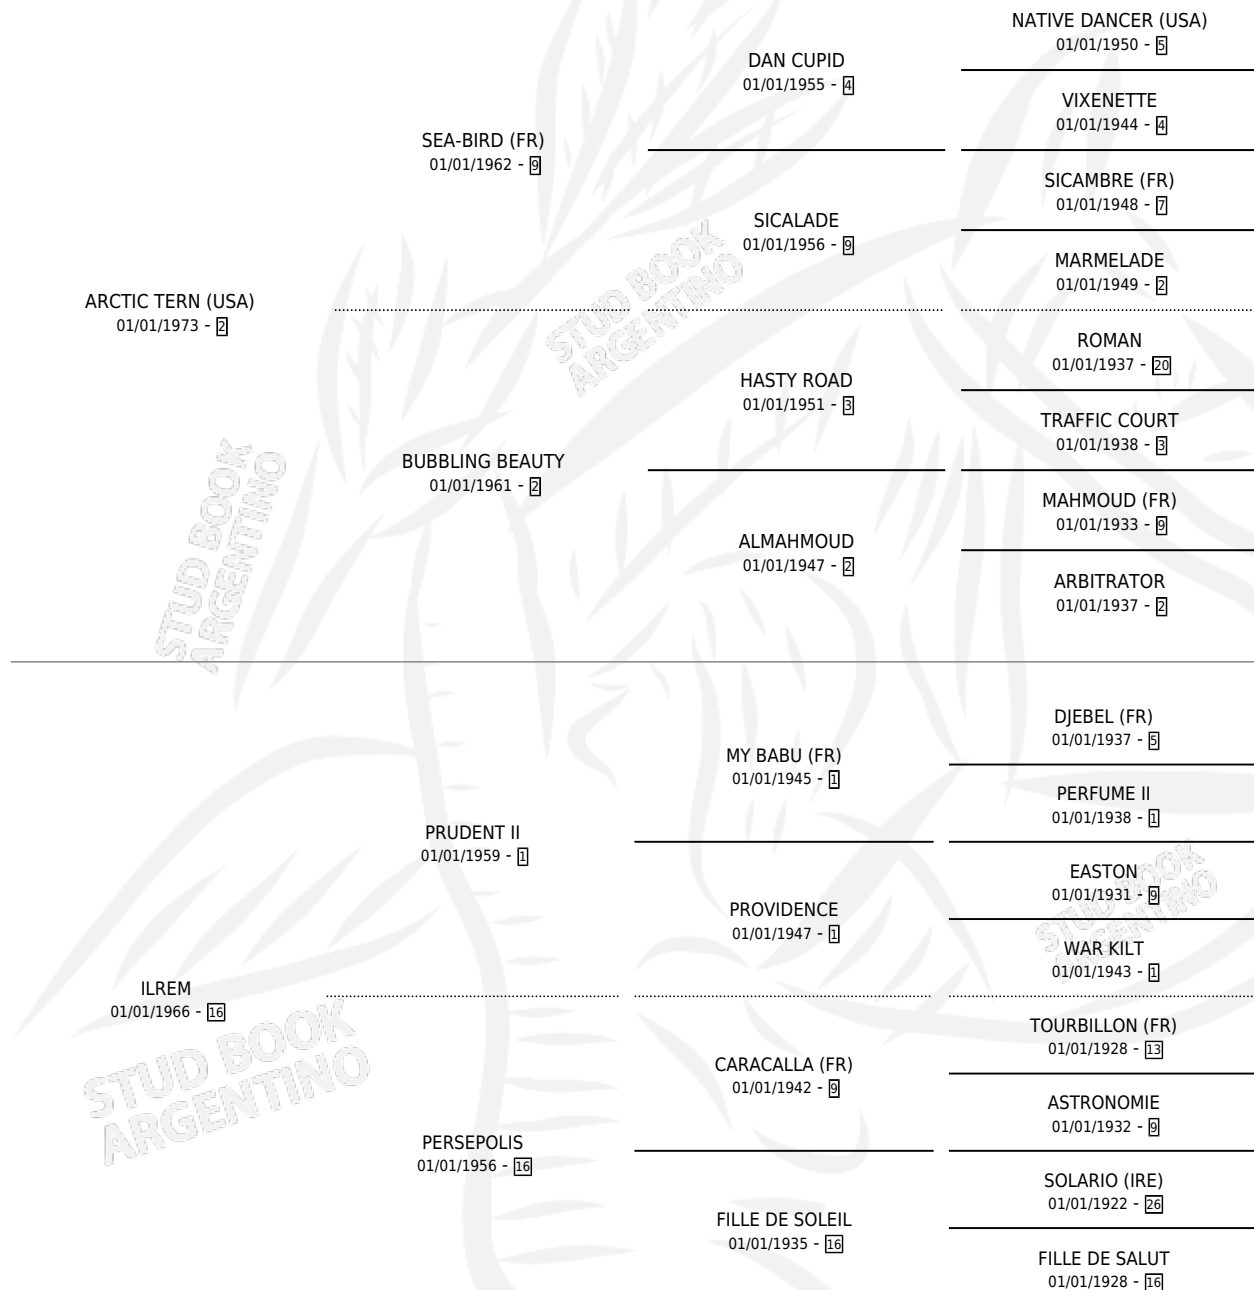 NATIVE DANCER (USA)
01/01/1950 - 5
DAN CUPID
01/01/1955 - 4
VIXENETTE
01/01/1944 - 4
SEA-BIRD (FR)
01/01/1962 - 9
SICAMBRE (FR)
01/01/1948 - 7
SICALADE
01/01/1956 - 9
MARMELADE
01/01/1949 - 2
ARCTIC TERN (USA)
01/01/1973 - 2
ROMAN
01/01/1937 - 20
HASTY ROAD
01/01/1951 - 3
TRAFFIC COURT
01/01/1938 - 3
BUBBLING BEAUTY
01/01/1961 - 2
MAHMOUD (FR)
01/01/1933 - 9
ALMAHMOUD
01/01/1947 - 2
ARBITRATOR
01/01/1937 - 2
DJEBEL (FR)
01/01/1937 - 5
MY BABU (FR)
01/01/1945 - 1
PERFUME II
01/01/1938 - 1
PRUDENT II
01/01/1959 - 1
EASTON
01/01/1931 - 9
PROVIDENCE
01/01/1947 - 1
WAR KILT
01/01/1943 - 1
ILREM
01/01/1966 - 16
TOURBILLON (FR)
01/01/1928 - 13
CARACALLA (FR)
01/01/1942 - 9
ASTRONOMIE
01/01/1932 - 9
PERSEPOLIS
01/01/1956 - 16
SOLARIO (IRE)
01/01/1922 - 26
FILLE DE SOLEIL
01/01/1935 - 16
FILLE DE SALUT
01/01/1928 - 16
STUD BOOK
ARGENTINO
STUD BOOK
ARGENTINO
STUD BOOK
ARGENTINO
STUD BOOK
ARGENTINO